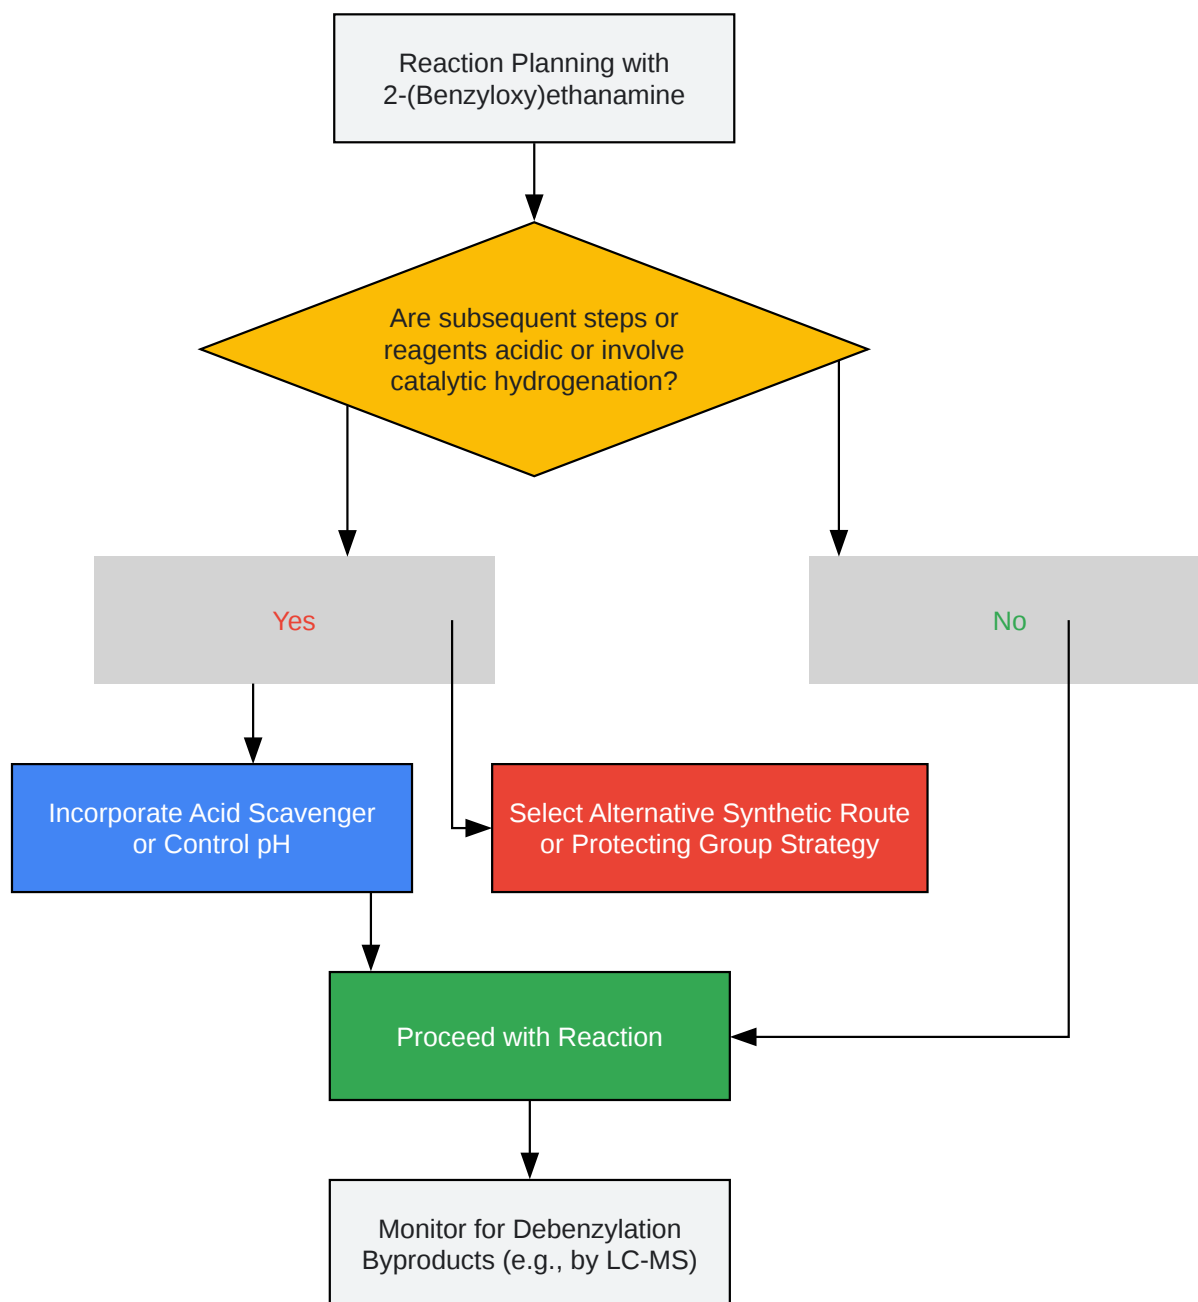 Reaction Planning with
2-(Benzyloxy)ethanamine
Are subsequent steps or
reagents acidic or involve
catalytic hydrogenation?
Yes
No
Incorporate Acid Scavenger
or Control pH
Select Alternative Synthetic Route
or Protecting Group Strategy
Proceed with Reaction
Monitor for Debenzylation
Byproducts (e.g., by LC-MS)